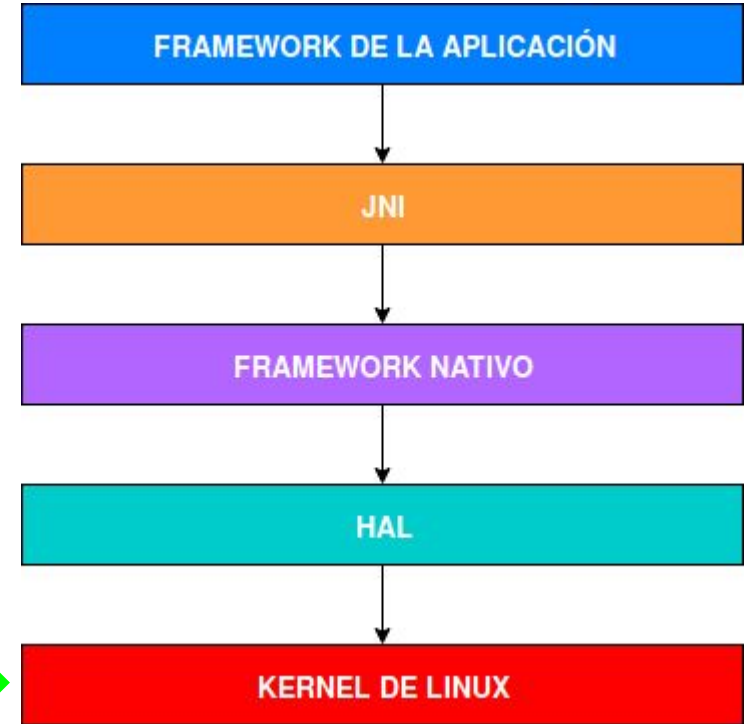 FRAMEWORK DE LA APLICACIÓN
JNI
FRAMEWORK NATIVO
HAL
KERNEL DE LINUX